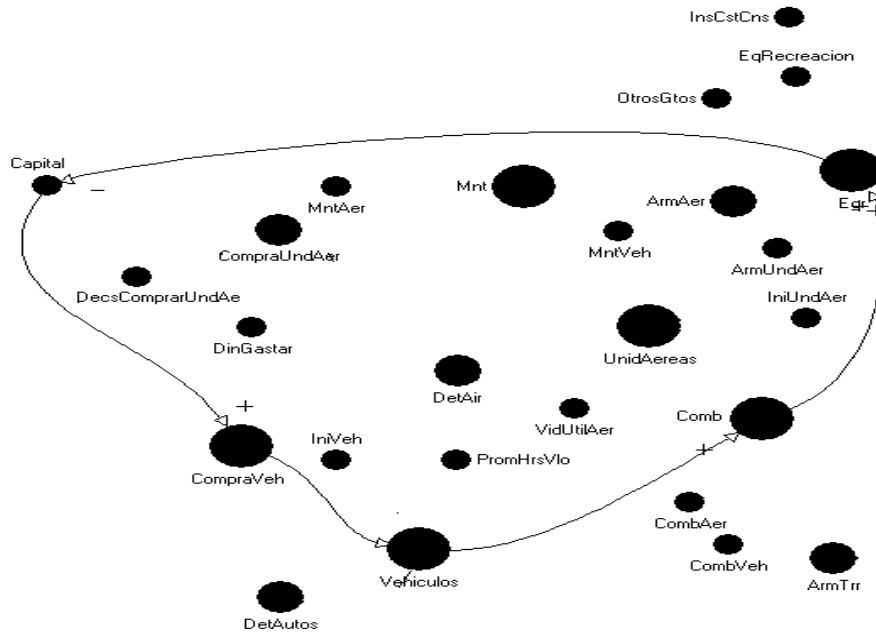 InsCstCns
EqRecreacion
OtrosGtos
Capital
Mnt
MntAer
ArmAer
Egr
CompraUndAer
MntVeh
ArmUndAer
DecsComprarUndAe
IniUndAer
DinGastar
UnidAereas
DetAir
VidUtilAer
Comb
IniVeh
PromHrsVlo
CompraVeh
CombAer
CombVeh
Vehiculos
ArmTrr
DetAutos